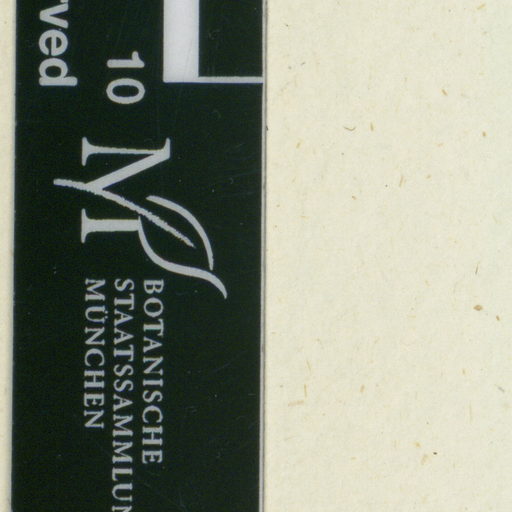 rved
10
BOTANISCHE
STAATSSAMMLUN
MÜNCHEN